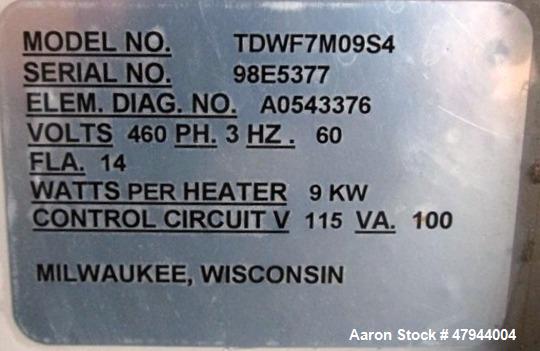 MODEL NO. TDWF7M09S4
SERIAL NO. 98E5377
ELEM. DIAG. NO. A0543376
VOLTS 460 PH. 3 HZ. 60
FLA. 14
WATTS PER HEATER 9 KW
CONTROL CIRCUIT V 115 VA. 100
MILWAUKEE, WISCONSIN
Aaron Stock # 47944004